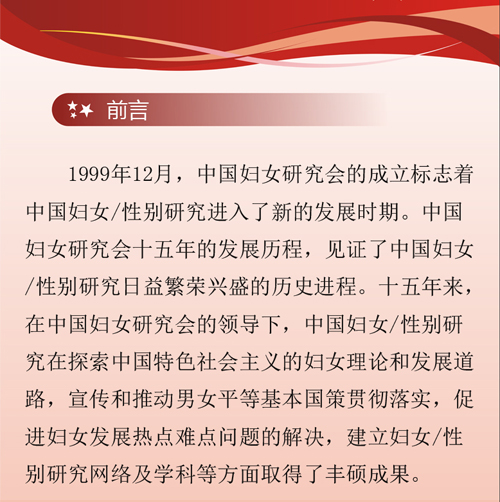 前言
1999年12月，中国妇女研究会的成立标志着
中国妇女/性别研究进入了新的发展时期。中国
妇女研究会十五年的发展历程，见证了中国妇女
/性别研究日益繁荣兴盛的历史进程。十五年来，
在中国妇女研究会的领导下，中国妇女/性别研
究在探索中国特色社会主义的妇女理论和发展道
路，宣传和推动男女平等基本国策贯彻落实，促
进妇女发展热点难点问题的解决，建立妇女/性
别研究网络及学科等方面取得了丰硕成果。